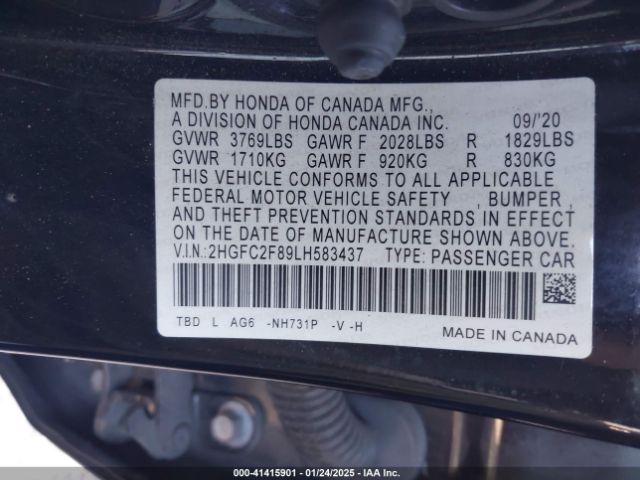 MFD.BY HONDA OF CANADA MFG.,
A DIVISION OF HONDA CANADA INC. 09/'20
GVWR 3769LBS GAWR F 2028LBS R 1829LBS
GVWR 1710KG GAWR F 920KG R 830KG
THIS VEHICLE CONFORMS TO ALL APPLICABLE
FEDERAL MOTOR VEHICLE SAFETY , BUMPER ,
AND THEFT PREVENTION STANDARDS IN EFFECT
ON THE DATE OF MANUFACTURE SHOWN ABOVE.
V.I.N.:2HGFC2F89LH583437 TYPE: PASSENGER CAR
TBD L AG6 -NH731P -V -H
MADE IN CANADA
000-41415901 - 01/24/2025 - IAA Inc.